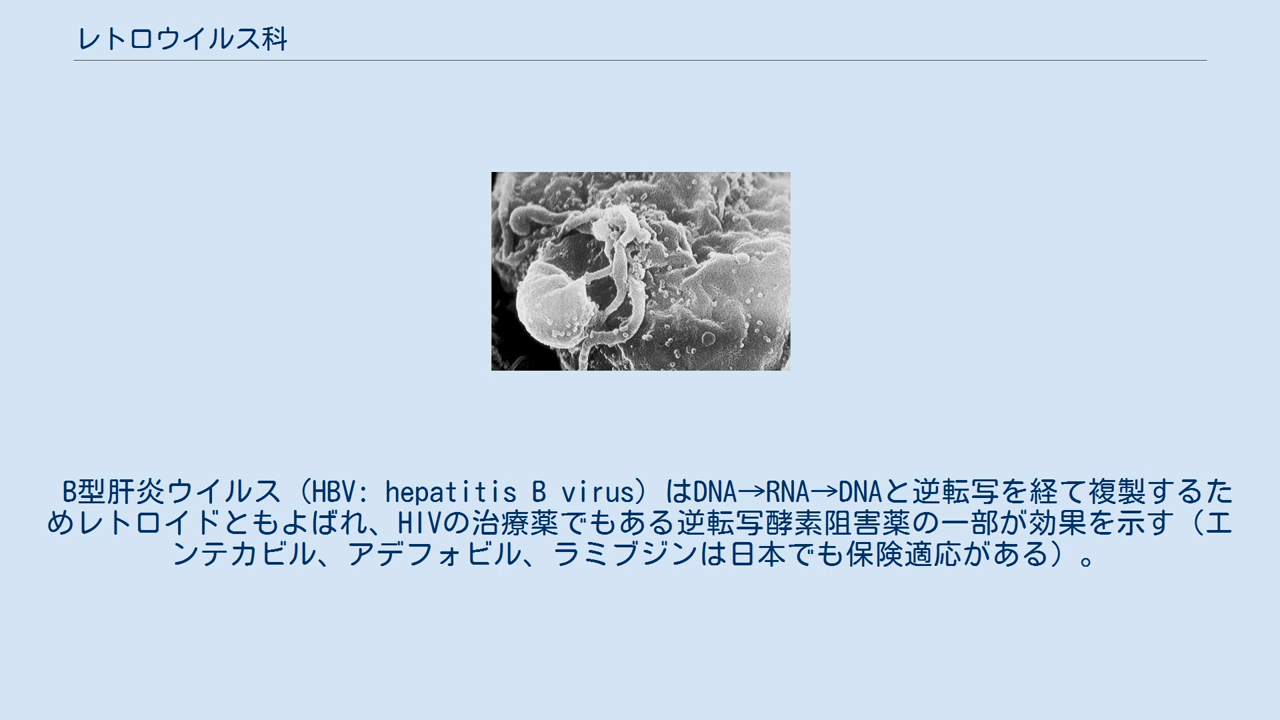 レトロウイルス科
B型肝炎ウイルス（HBV: hepatitis B virus）はDNA→RNA→DNAと逆転写を経て複製するた
めレトロイドともよばれ、HIVの治療薬でもある逆転写酵素阻害薬の一部が効果を示す（エ
ンテカビル、アデフォビル、ラミブジンは日本でも保険適応がある）。